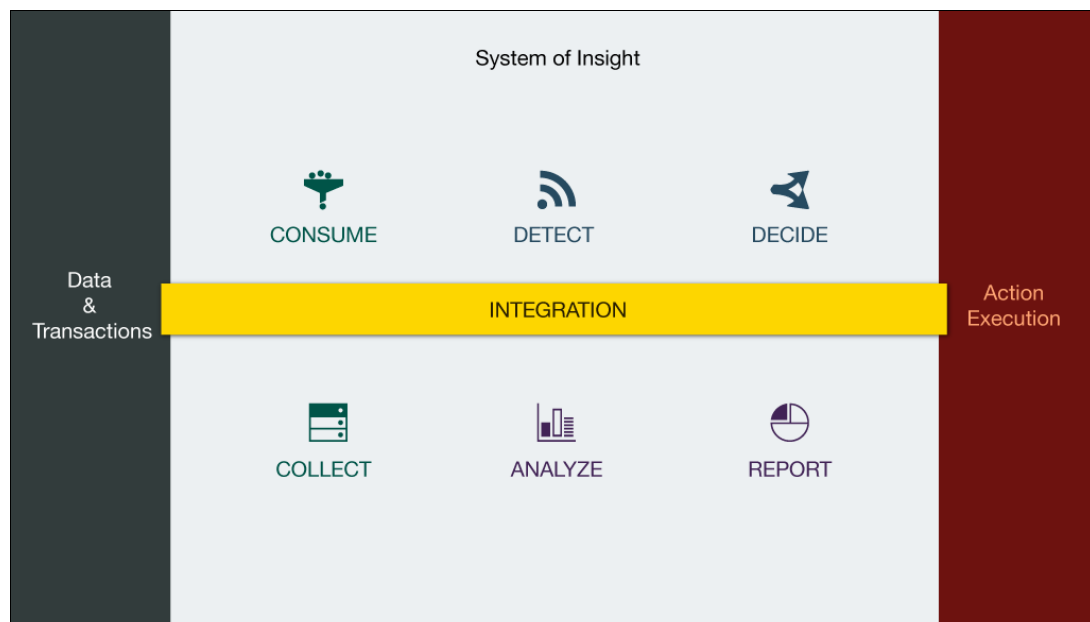 System of Insight
CONSUME
DETECT
DECIDE
Data
&
Transactions
INTEGRATION
Action
Execution
COLLECT
ANALYZE
REPORT